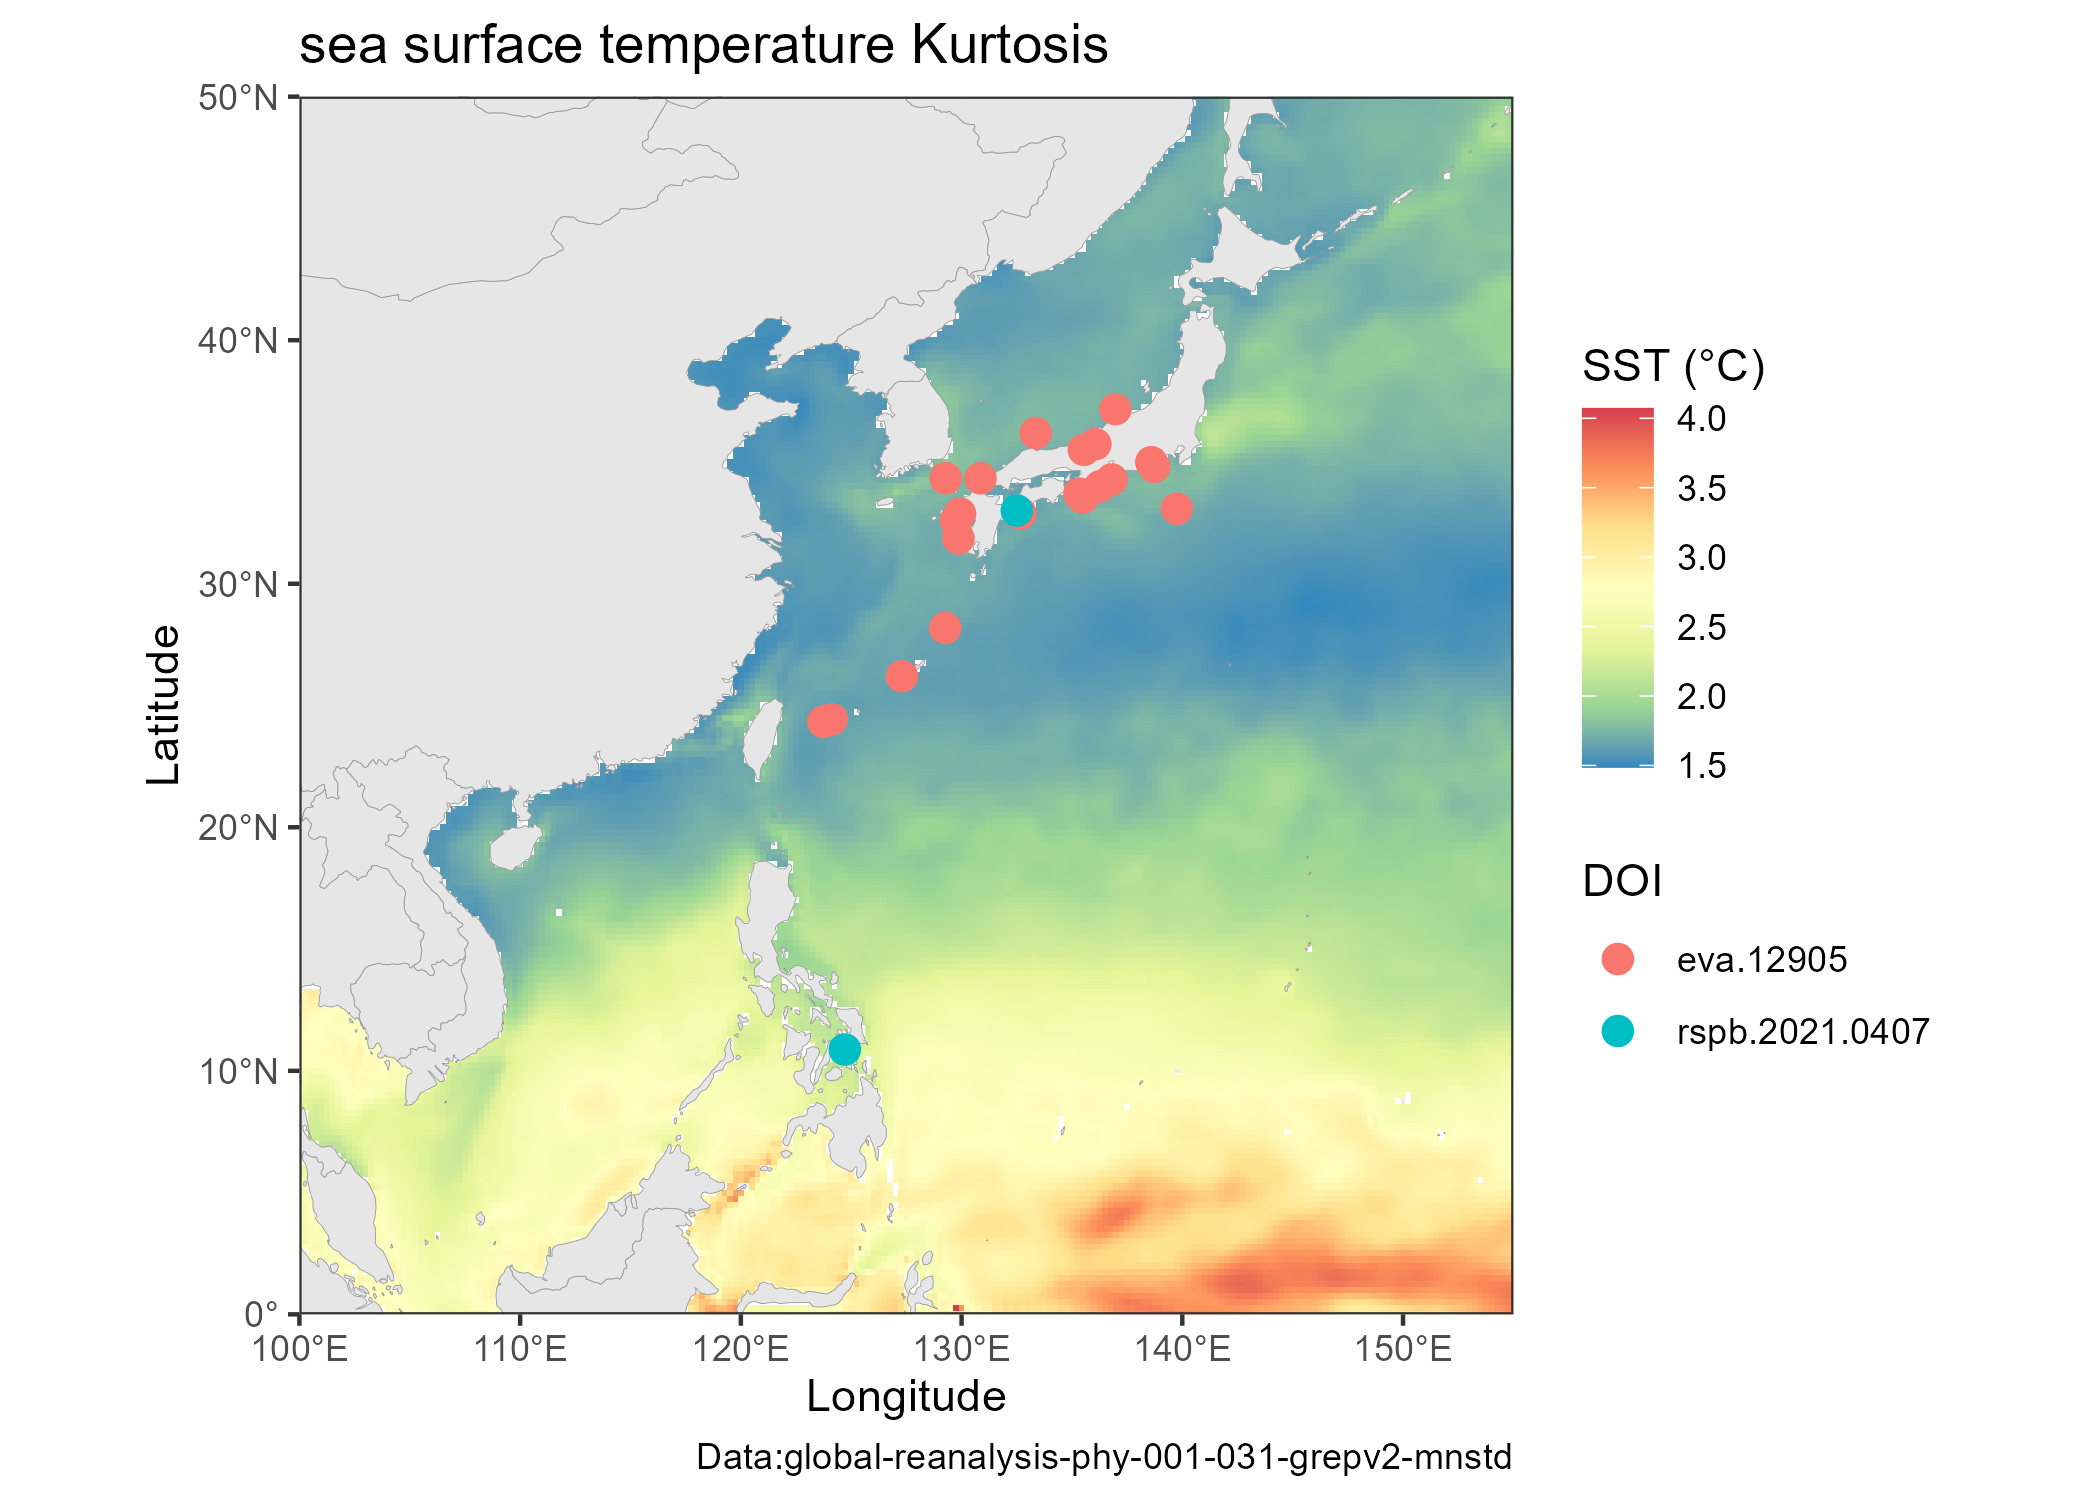 sea surface temperature Kurtosis
50°N
40°N
30°N
20°N
10°N
0°
Latitude
100°E
110°E
120°E
130°E
140°E
150°E
Longitude
Data:global-reanalysis-phy-001-031-grepv2-mnstd
SST (°C)
4.0
3.5
3.0
2.5
2.0
1.5
DOI
eva.12905
rspb.2021.0407